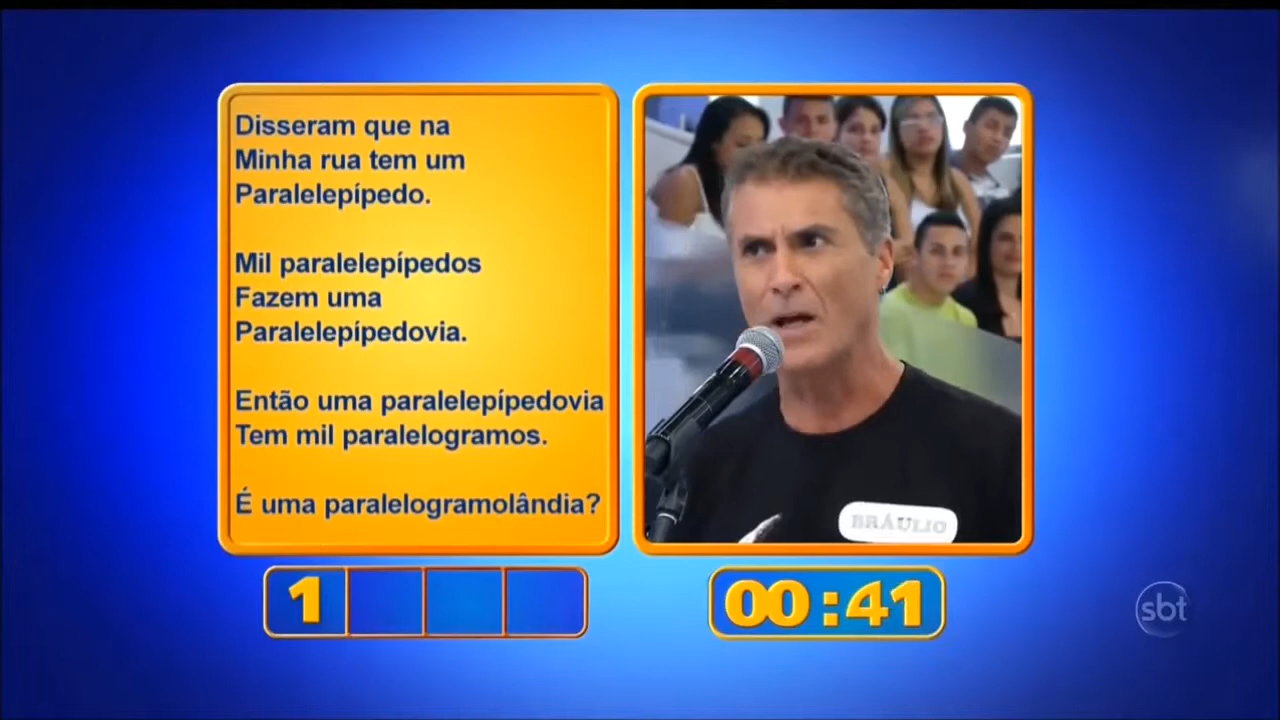 Disseram que na
Minha rua tem um
Paralelepípedo.
Mil paralelepípedos
Fazem uma
Paralelepípedovia.
Então uma paralelepípedovia
Tem mil paralelogramos.
É uma paralelogramolândia?
BRÁULIO
1
00:41
sbt